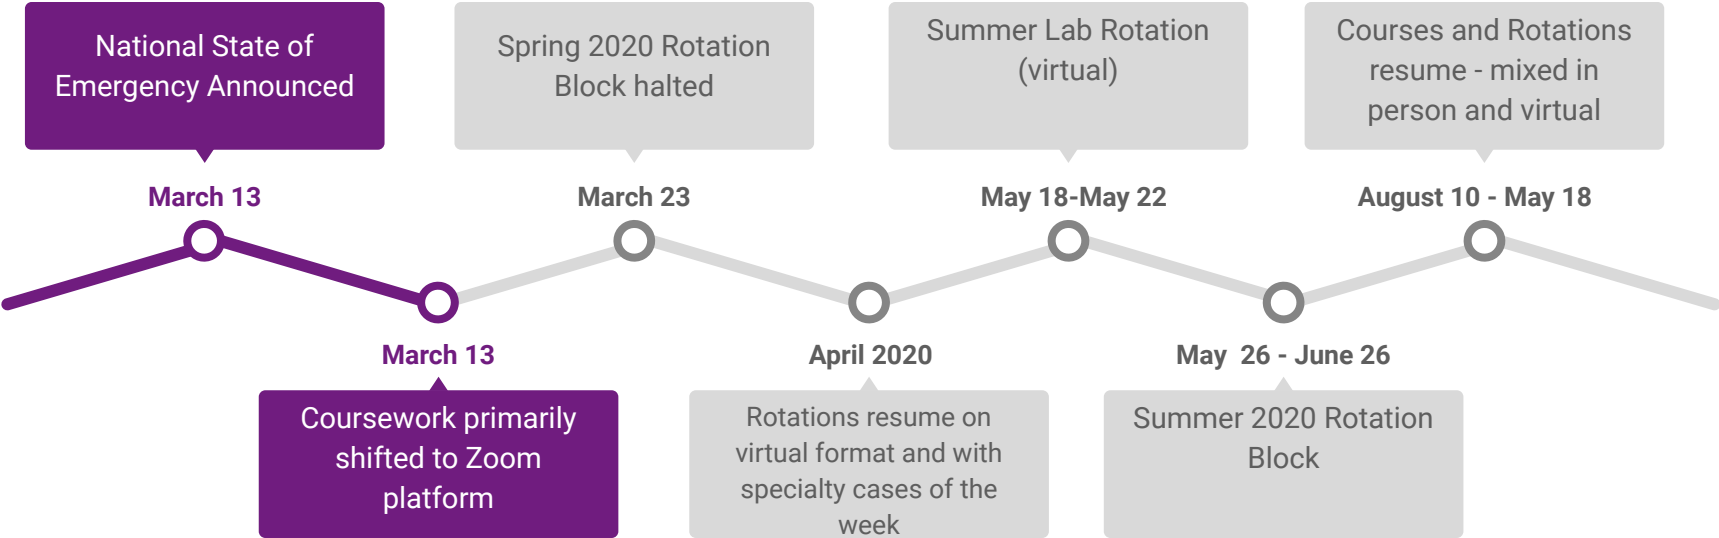 National State of
Emergency Announced
March 13
March 13
Coursework primarily
shifted to Zoom
platform
Spring 2020 Rotation
Block halted
March 23
April 2020
Rotations resume on
virtual format and with
specialty cases of the
week
Summer Lab Rotation
(virtual)
May 18-May 22
May  26 - June 26
Summer 2020 Rotation
Block
Courses and Rotations
resume - mixed in
person and virtual
August 10 - May 18